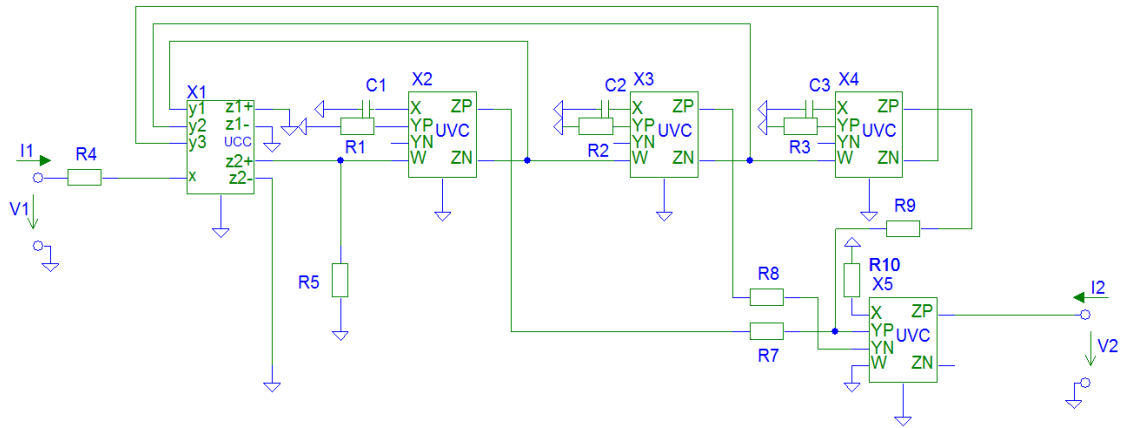 X1
y1
y2
y3
x
z1+
z1-
UCC
z2+
z2-
I1
R4
V1
R5
C1
R1
X2
X
YP
YN
W
ZP
UVC
ZN
C2
R2
X3
X
YP
YN
W
ZP
UVC
ZN
C3
R3
X4
X
YP
YN
W
ZP
UVC
ZN
R9
R8
R7
R10
X5
X
YP
YN
W
ZP
UVC
ZN
I2
V2